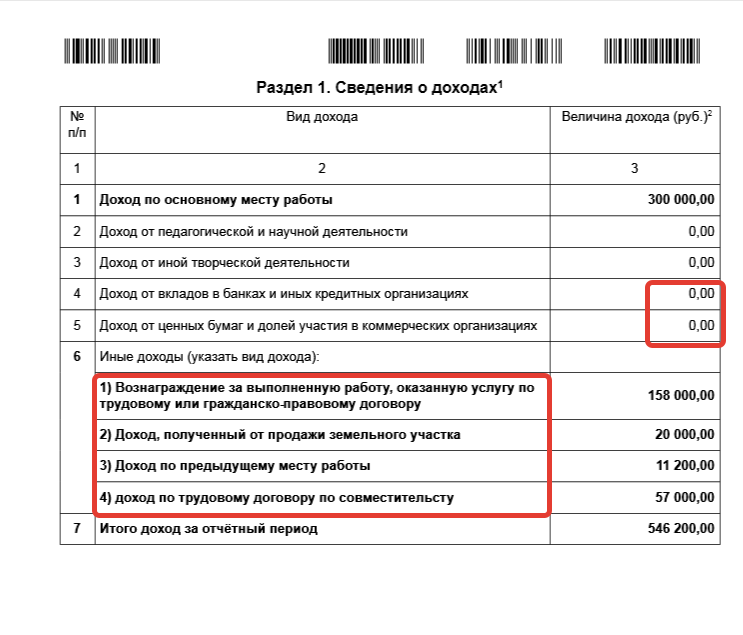 Раздел 1. Сведения о доходах¹
№ п/п Вид дохода Величина дохода (руб.)²
1 2 3
1 Доход по основному месту работы 300 000,00
2 Доход от педагогической и научной деятельности 0,00
3 Доход от иной творческой деятельности 0,00
4 Доход от вкладов в банках и иных кредитных организациях 0,00
5 Доход от ценных бумаг и долей участия в коммерческих организациях 0,00
6 Иные доходы (указать вид дохода):
1) Вознаграждение за выполненную работу, оказанную услугу по
трудовому или гражданско-правовому договору 158 000,00
2) Доход, полученный от продажи земельного участка 20 000,00
3) Доход по предыдущему месту работы 11 200,00
4) доход по трудовому договору по совместительсту 57 000,00
7 Итого доход за отчётный период 546 200,00